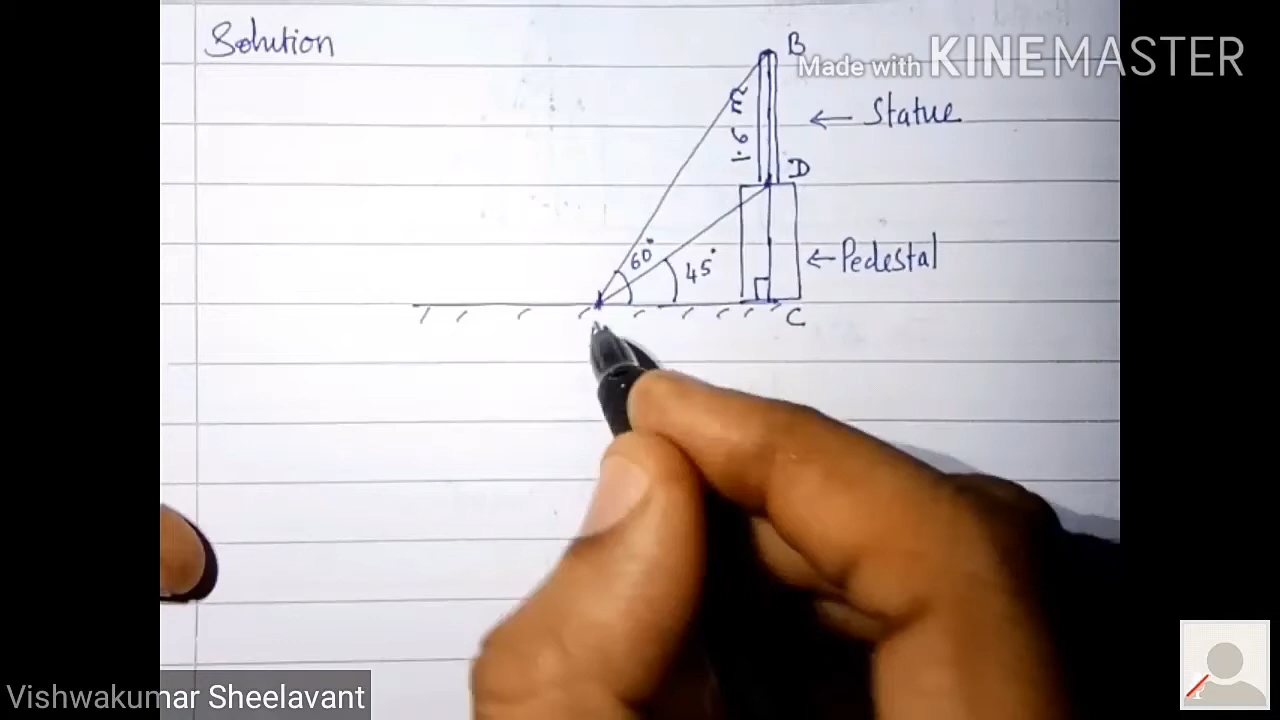 Solution
B
Made with KINEMASTER
1.6 m
← Statue
D
60°
45°
← Pedestal
C
Vishwakumar Sheelavant